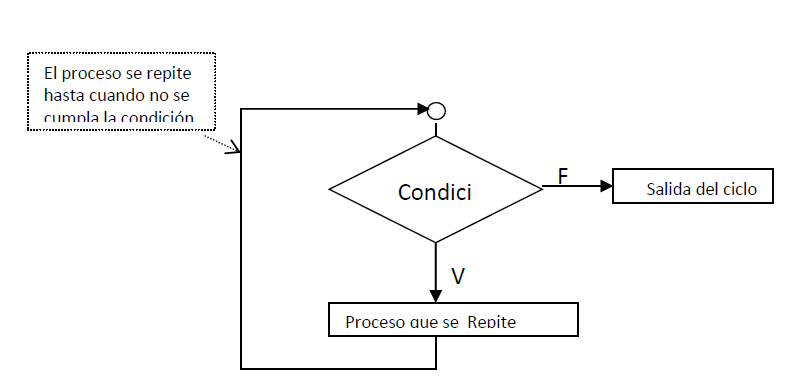 El proceso se repite
hasta cuando no se
cumpla la condición
Condici
F
Salida del ciclo
V
Proceso que se Repite